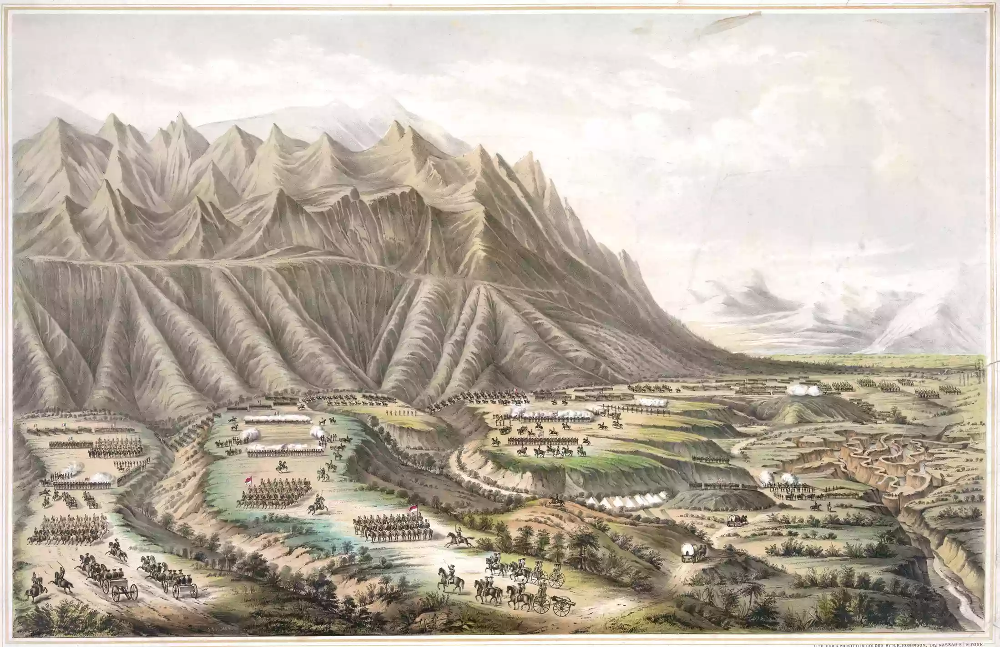 LITH. PUB. & PRINTED IN COLORS BY H.R. ROBINSON, 142 NASSAU ST. N. YORK.